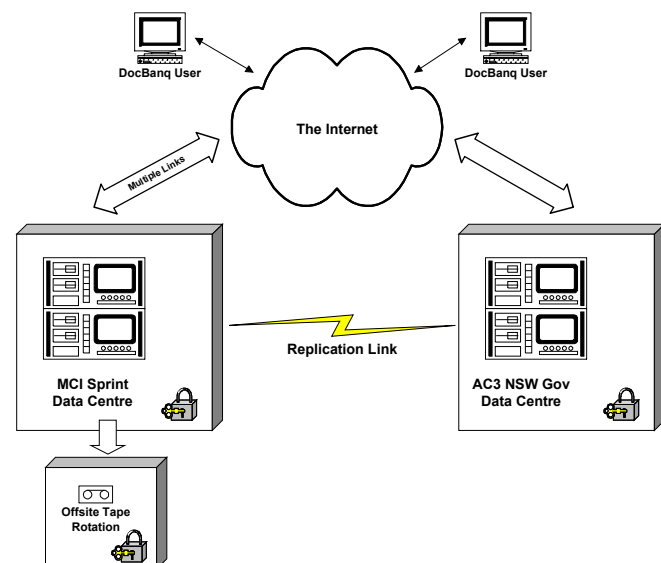 DocBanq User
DocBanq User
The Internet
Multiple Links
Replication Link
MCI Sprint
Data Centre
AC3 NSW Gov
Data Centre
Offsite Tape
Rotation